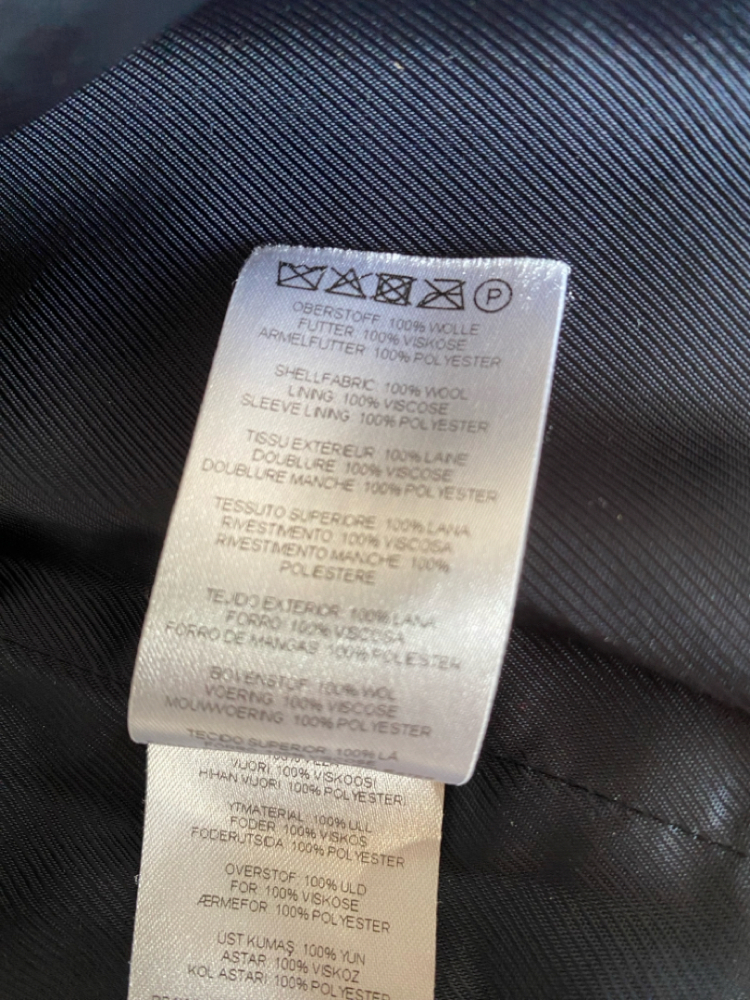 P
OBERSTOFF: 100% WOLLE
FUTTER: 100% VISKOSE
ARMELFUTTER: 100% POLYESTER
SHELLFABRIC: 100% WOOL
LINING: 100% VISCOSE
SLEEVE LINING: 100% POLYESTER
TISSU EXTERIEUR: 100% LAINE
DOUBLURE: 100% VISCOSE
DOUBLURE MANCHE: 100% POLYESTER
TESSUTO SUPERIORE: 100% LANA
RIVESTIMENTO: 100% VISCOSA
RIVESTIMENTO MANCHE: 100%
POLIESTERE
TEJIDO EXTERIOR: 100% LANA
FORRO: 100% VISCOSA
FORRO DE MANGAS: 100% POLIESTER
BOVENSTOF: 100% WOL
VOERING: 100% VISCOSE
MOUWVOERING: 100% POLYESTER
TECIDO SUPERIOR: 100% LA
VUORI: 100% VISKOOSI
HIHAN VUORI: 100% POLYESTERI
YTMATERIAL: 100% ULL
FODER: 100% VISKOS
FODERUTSIDA: 100% POLYESTER
OVERSTOF: 100% ULD
FOR: 100% VISKOSE
ÆRMEFOR: 100% POLYESTER
ÜST KUMAŞ: 100% YÜN
ASTAR: 100% VISKOZ
KOL ASTARI: 100% POLYESTER